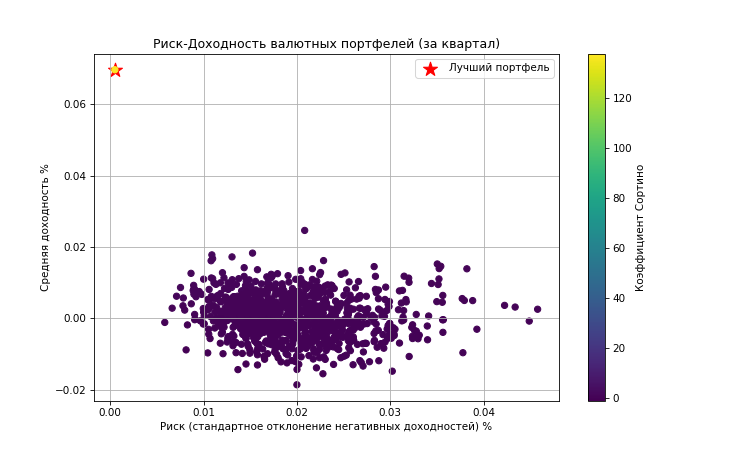 Риск-Доходность валютных портфелей (за квартал)
Лучший портфель
0.06
0.04
0.02
0.00
−0.02
Средняя доходность %
0.00 0.01 0.02 0.03 0.04
Риск (стандартное отклонение негативных доходностей) %
120
100
80
60
40
20
0
Коэффициент Сортино